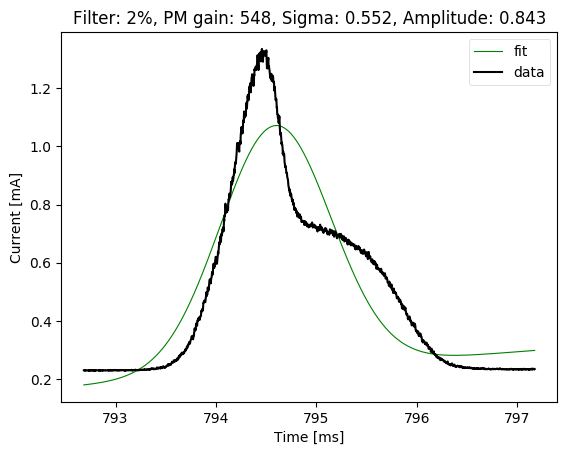 Filter: 2%, PM gain: 548, Sigma: 0.552, Amplitude: 0.843
fit
data
1.2
1.0
0.8
0.6
0.4
0.2
Current [mA]
793
794
795
796
797
Time [ms]